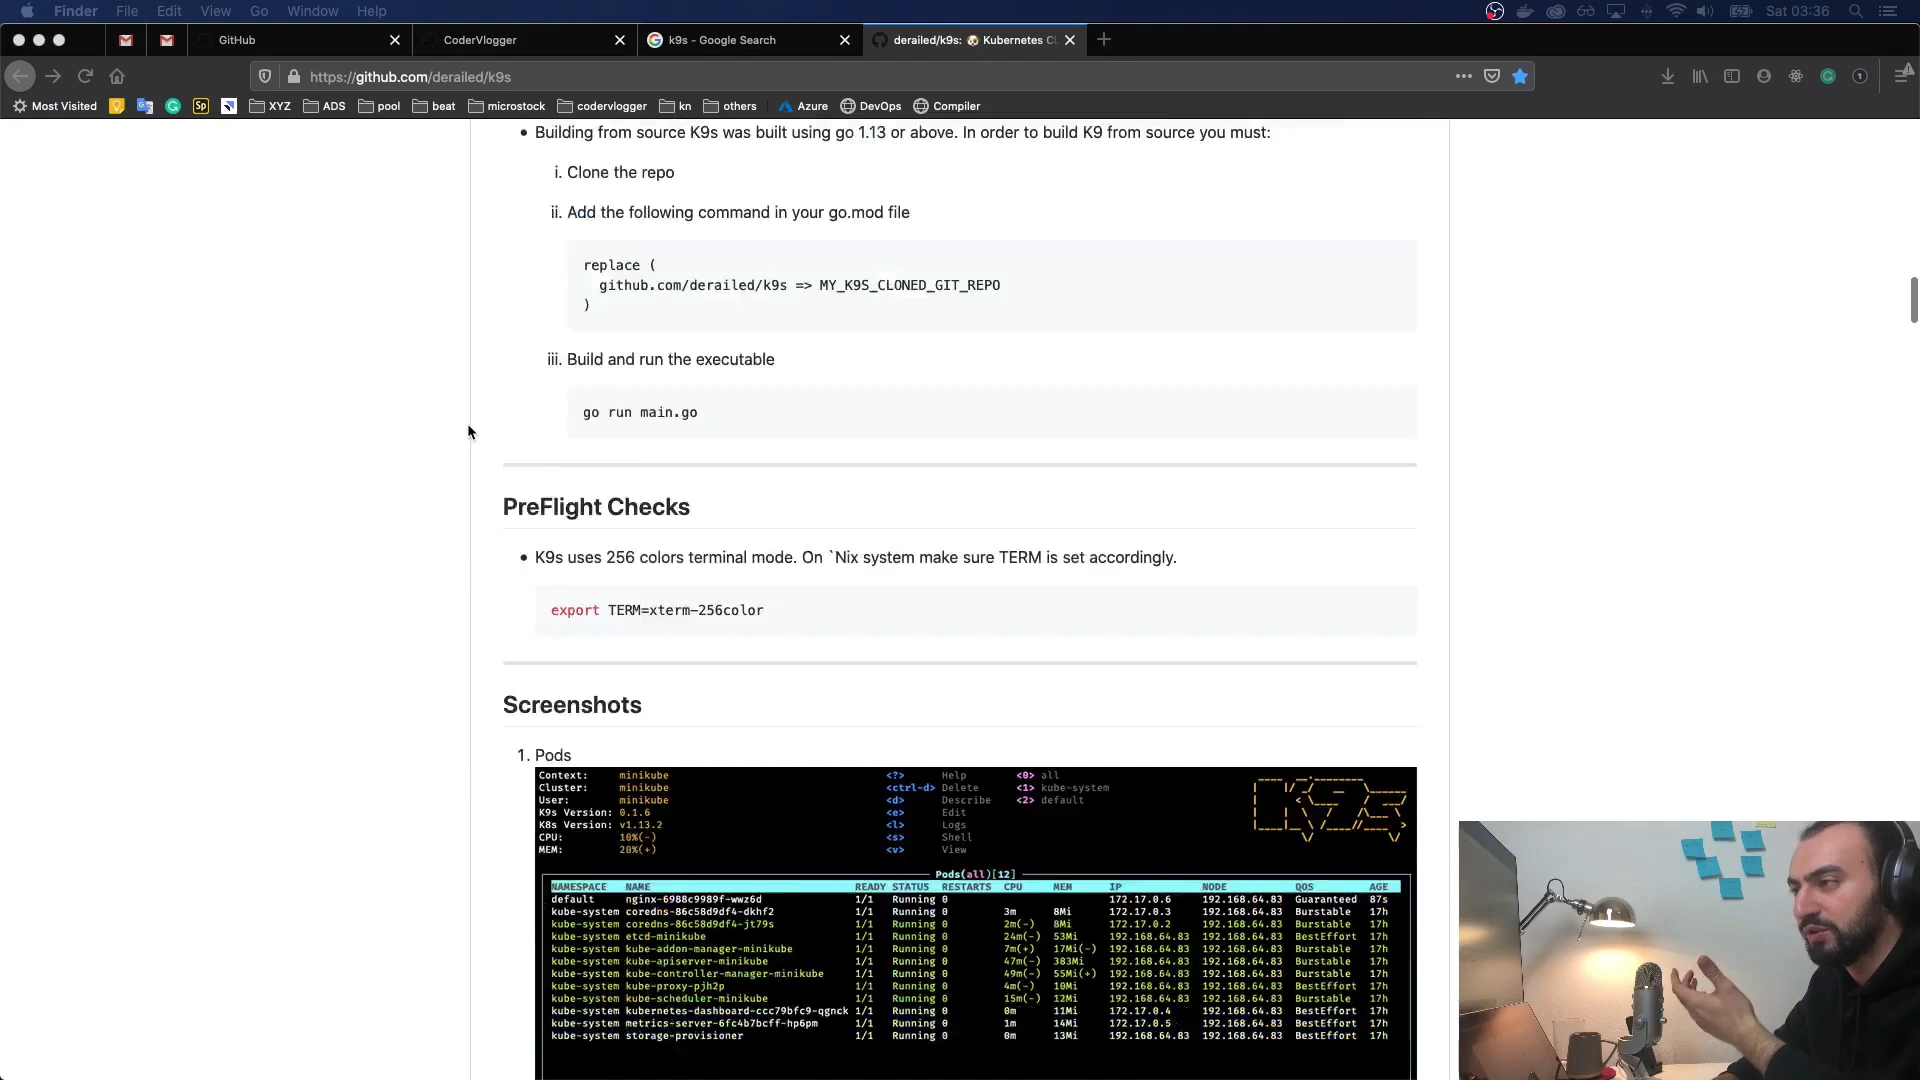 Finder File Edit View Go Window Help
Sat 03:36
GitHub
CoderVlogger
k9s - Google Search
derailed/k9s: 🐶 Kubernetes CL
https://github.com/derailed/k9s
Most Visited
Sp
XYZ
ADS
pool
beat
microstock
codervlogger
kn
others
Azure
DevOps
Compiler
• Building from source K9s was built using go 1.13 or above. In order to build K9 from source you must:
i. Clone the repo
ii. Add the following command in your go.mod file
replace (
github.com/derailed/k9s => MY_K9S_CLONED_GIT_REPO
)
iii. Build and run the executable
go run main.go
PreFlight Checks
• K9s uses 256 colors terminal mode. On `Nix system make sure TERM is set accordingly.
export TERM=xterm-256color
Screenshots
1. Pods
Context: minikube <?> Help <0> all
Cluster: minikube <ctrl-d> Delete <1> kube-system
User: minikube <d> Describe <2> default
K9s Version: 0.1.6 <e> Edit
K8s Version: v1.13.2 <l> Logs
CPU: 10%(-) <s> Shell
MEM: 20%(+) <v> View
Pods(all)[12]
NAMESPACE NAME READY STATUS RESTARTS CPU MEM IP NODE QOS AGE
default nginx-6988c9989f-wwz6d 1/1 Running 0 172.17.0.6 192.168.64.83 Guaranteed 87s
kube-system coredns-86c58d9df4-dkhf2 1/1 Running 0 3m 8Mi 172.17.0.3 192.168.64.83 Burstable 17h
kube-system coredns-86c58d9df4-jt79s 1/1 Running 0 2m(-) 8Mi 172.17.0.2 192.168.64.83 Burstable 17h
kube-system etcd-minikube 1/1 Running 0 24m(-) 53Mi 192.168.64.83 192.168.64.83 BestEffort 17h
kube-system kube-addon-manager-minikube 1/1 Running 0 7m(+) 17Mi(-) 192.168.64.83 192.168.64.83 Burstable 17h
kube-system kube-apiserver-minikube 1/1 Running 0 47m(-) 383Mi 192.168.64.83 192.168.64.83 Burstable 17h
kube-system kube-controller-manager-minikube 1/1 Running 0 49m(-) 55Mi(+) 192.168.64.83 192.168.64.83 Burstable 17h
kube-system kube-proxy-pjh2p 1/1 Running 0 4m(-) 10Mi 192.168.64.83 192.168.64.83 BestEffort 17h
kube-system kube-scheduler-minikube 1/1 Running 0 15m(-) 12Mi 192.168.64.83 192.168.64.83 Burstable 17h
kube-system kubernetes-dashboard-ccc79bfc9-qgnck 1/1 Running 0 0m 11Mi 172.17.0.4 192.168.64.83 BestEffort 17h
kube-system metrics-server-6fc4b7bcff-hp6pm 1/1 Running 0 1m 14Mi 172.17.0.5 192.168.64.83 BestEffort 17h
kube-system storage-provisioner 1/1 Running 0 0m 13Mi 192.168.64.83 192.168.64.83 BestEffort 17h